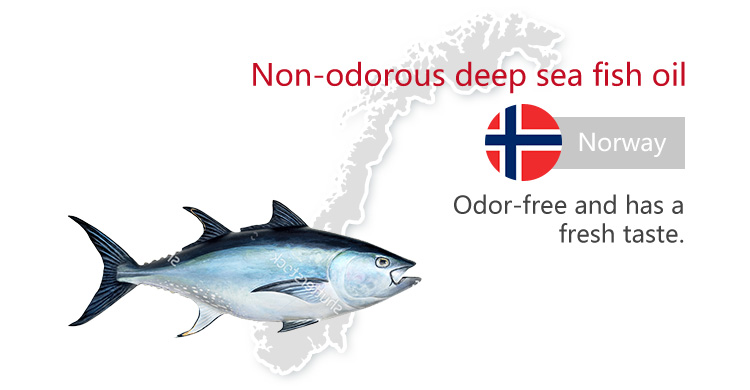 Non-odorous deep sea fish oil
Norway
Odor-free and has a
fresh taste.